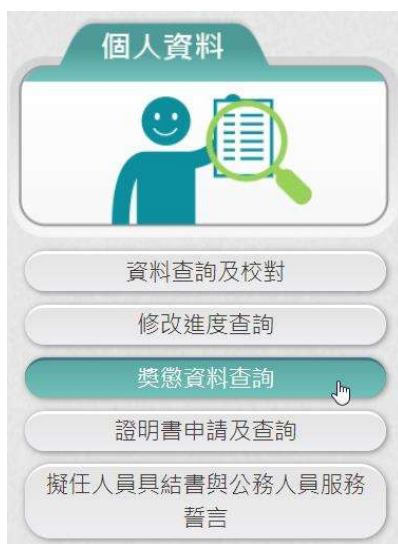 個人資料
資料查詢及校對
修改進度查詢
獎懲資料查詢
證明書申請及查詢
擬任人員具結書與公務人員服務
誓言